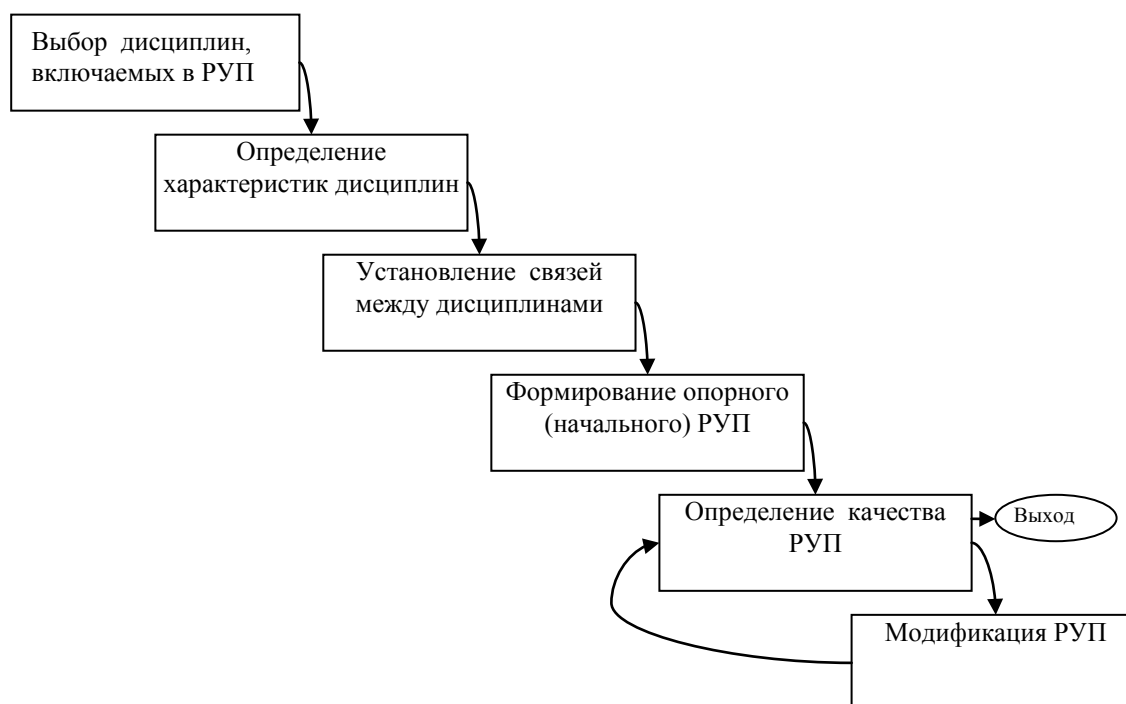 Выбор дисциплин,
включаемых в РУП
Определение
характеристик дисциплин
Установление связей
между дисциплинами
Формирование опорного
(начального) РУП
Определение качества
РУП
Выход
Модификация РУП